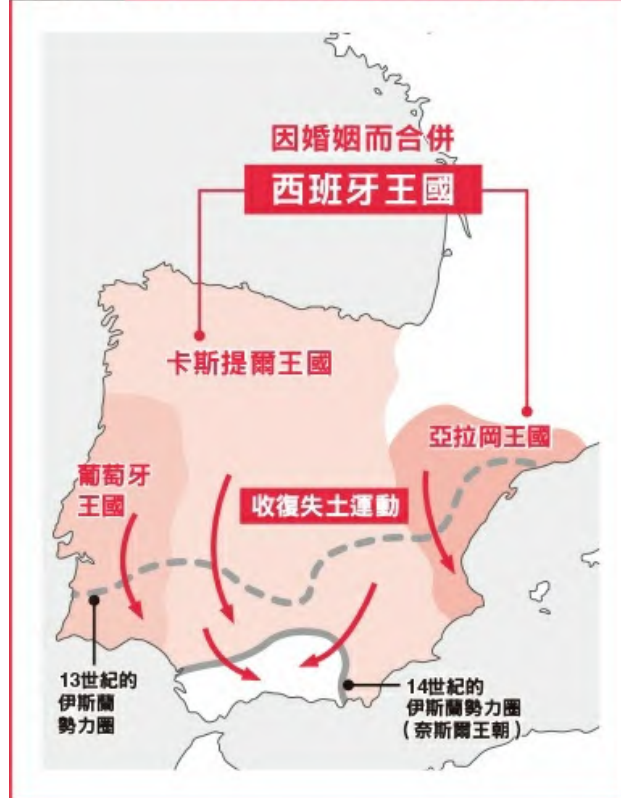 因婚姻而合併
西班牙王國
卡斯提爾王國
亞拉岡王國
葡萄牙
王國
收復失土運動
13世紀的
伊斯蘭
勢力圈
14世紀的
伊斯蘭勢力圈
（奈斯爾王朝）